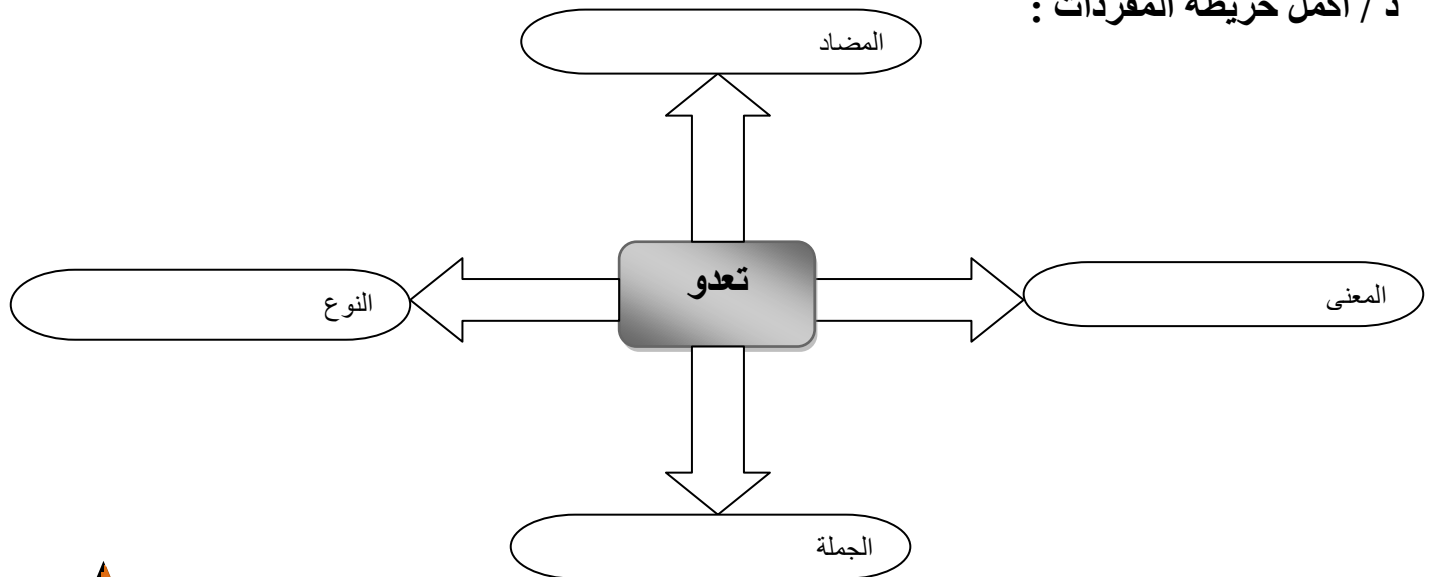 د / أكمل خريطة المفردات :
المضاد
تعدو
المعنى
النوع
الجملة